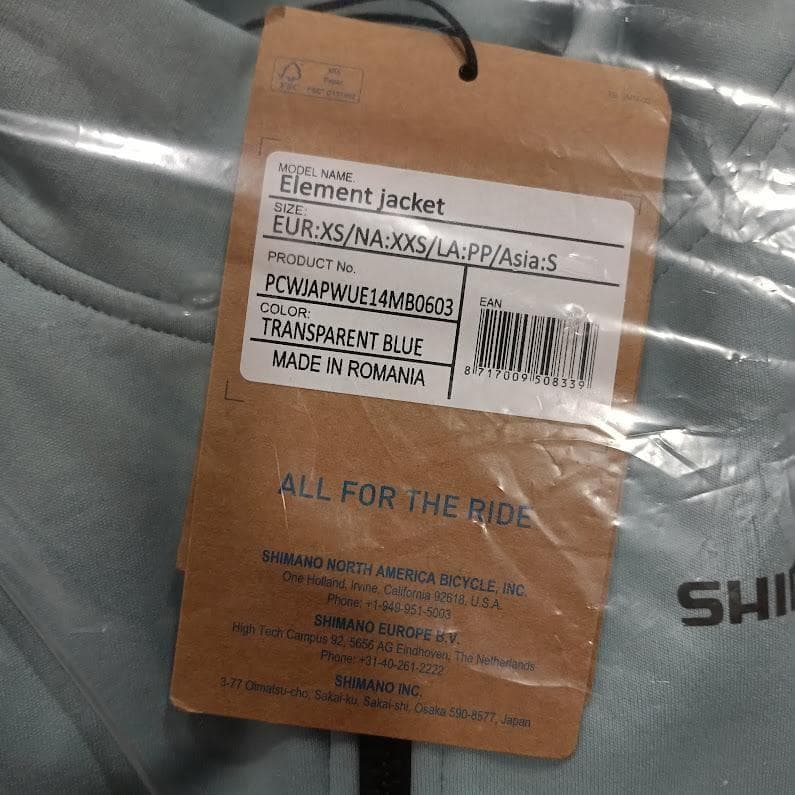 FSC
MIX
Paper
MODEL NAME.
Element jacket
SIZE:
EUR:XS/NA:XXS/LA:PP/Asia:S
PRODUCT No.
PCWJAPWUE14MB0603
EAN
COLOR:
TRANSPARENT BLUE
8 717009 508339
MADE IN ROMANIA
ALL FOR THE RIDE
SHIMANO NORTH AMERICA BICYCLE, INC.
One Holland, Irvine, California 92618, U.S.A.
Phone: +1-949-951-5003
SHIMANO EUROPE B.V.
High Tech Campus 92, 5656 AG Eindhoven, The Netherlands
Phone: +31-40-261-2222
SHIMANO INC.
3-77 Oimatsu-cho, Sakai-ku, Sakai-shi, Osaka 590-8577, Japan
SHI